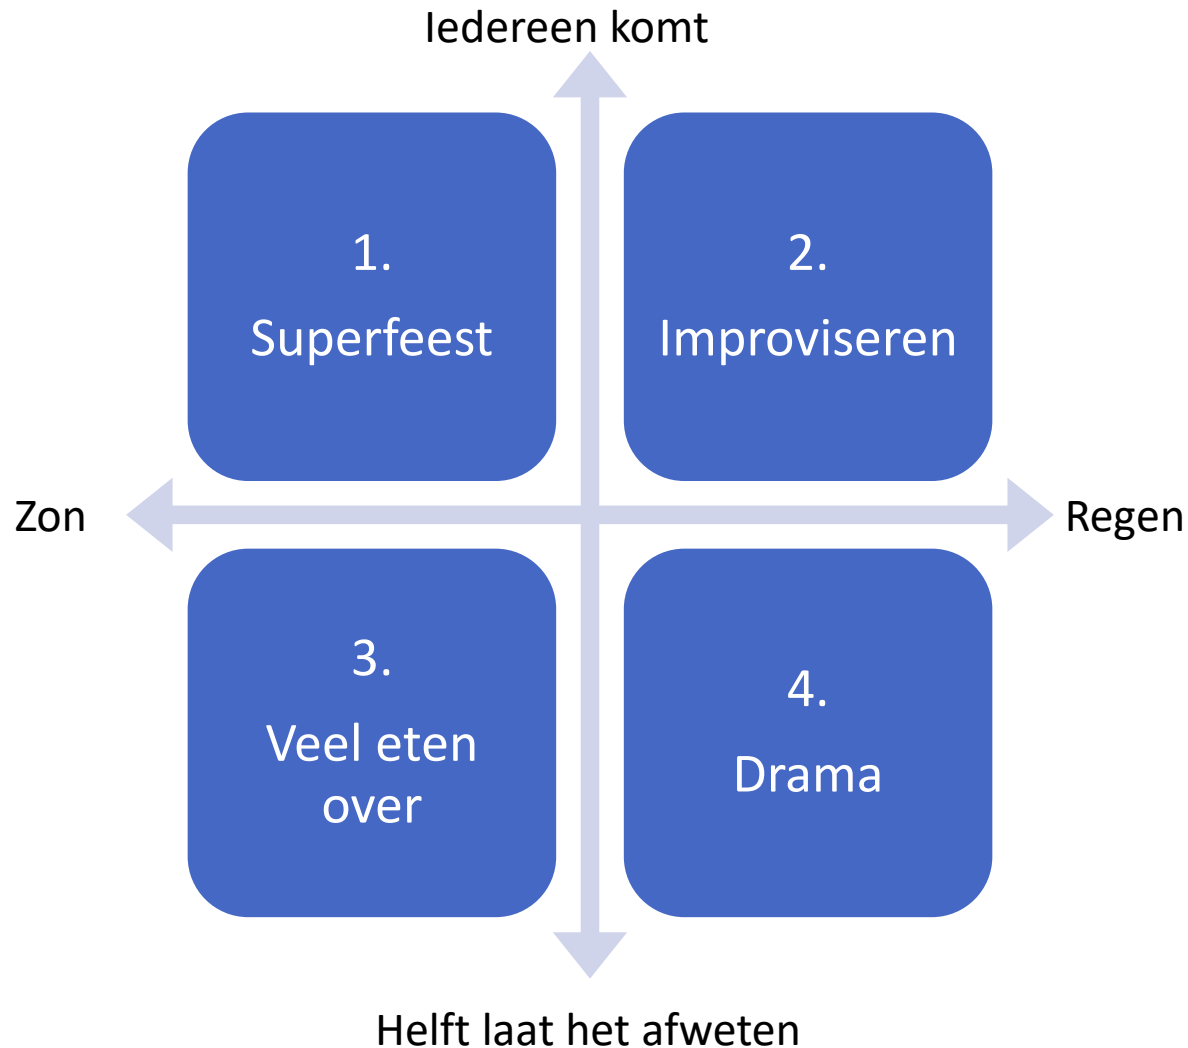 Iedereen komt
1.
Superfeest
2.
Improviseren
Zon
Regen
3.
Veel eten
over
4.
Drama
Helft laat het afweten